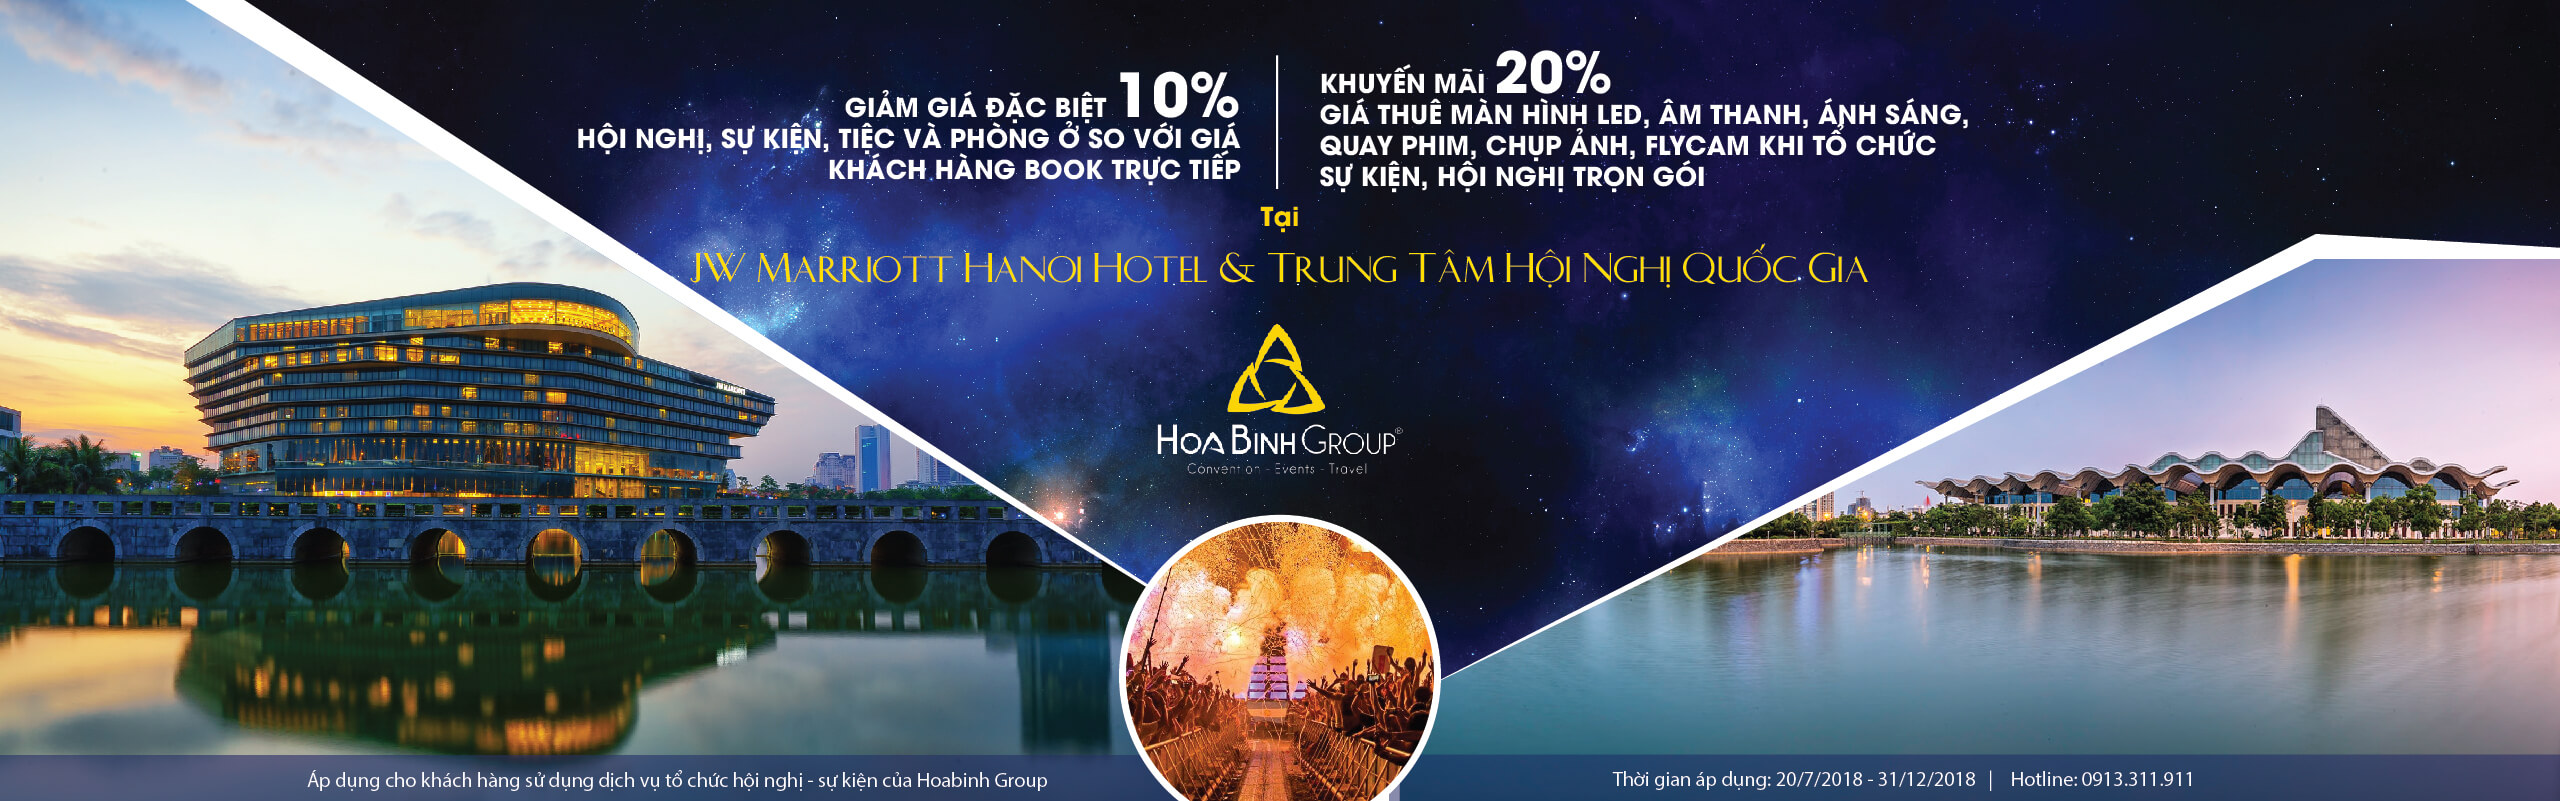 GIẢM GIÁ ĐẶC BIỆT 10%
HỘI NGHỊ, SỰ KIỆN, TIỆC VÀ PHÒNG Ở SO VỚI GIÁ
KHÁCH HÀNG BOOK TRỰC TIẾP
KHUYẾN MÃI 20%
GIÁ THUÊ MÀN HÌNH LED, ÂM THANH, ÁNH SÁNG,
QUAY PHIM, CHỤP ẢNH, FLYCAM KHI TỔ CHỨC
SỰ KIỆN, HỘI NGHỊ TRỌN GÓI
Tại
JW MARRIOTT HANOI HOTEL & TRUNG TÂM HỘI NGHỊ QUỐC GIA
JW MARRIOTT
HOA BINH GROUP®
Convention - Events - Travel
Áp dụng cho khách hàng sử dụng dịch vụ tổ chức hội nghị - sự kiện của Hoabinh Group
Thời gian áp dụng: 20/7/2018 - 31/12/2018 | Hotline: 0913.311.911